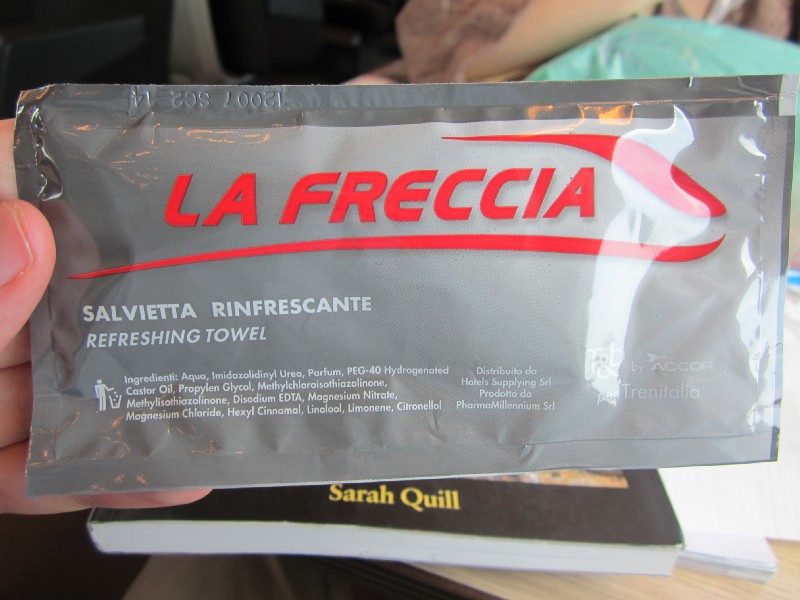 12007 S02 14
LA FRECCIA
SALVIETTA RINFRESCANTE
REFRESHING TOWEL
Ingredienti: Aqua, Imidazolidinyl Urea, Parfum, PEG-40 Hydrogenated
Castor Oil, Propylen Glycol, Methylchloroisothiazolinone,
Methylisothiazolinone, Disodium EDTA, Magnesium Nitrate,
Magnesium Chloride, Hexyl Cinnamal, Linalool, Limonene, Citronellol
Distribuito da
Hotels Supplying Srl
Prodotto da
PharmaMillennium Srl
by ACCOR
per Trenitalia
Sarah Quill